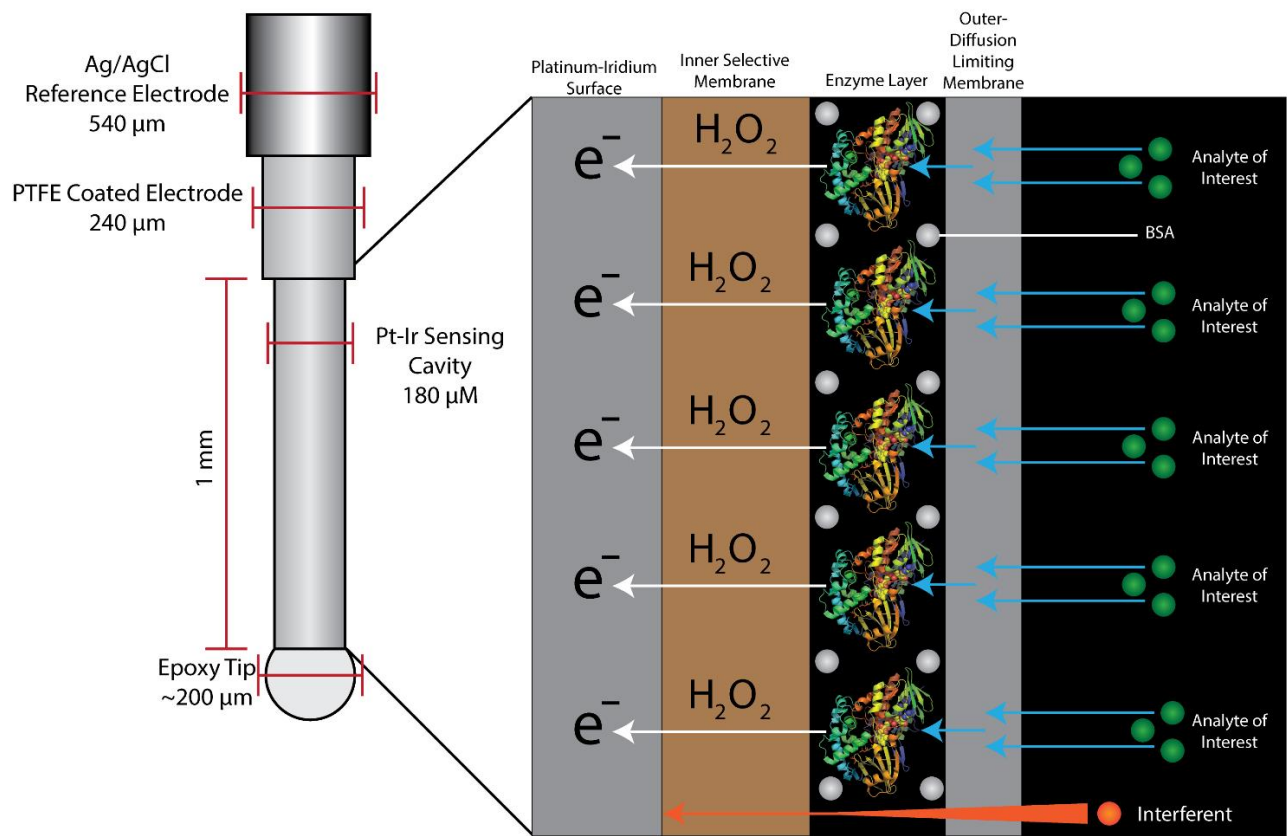 Ag/AgCl
Reference Electrode
540 µm
PTFE Coated Electrode
240 µm
1 mm
Pt-Ir Sensing
Cavity
180 µM
Epoxy Tip
~200 µm
Platinum-Iridium
Surface
Inner Selective
Membrane
Enzyme Layer
Outer-
Diffusion
Limiting
Membrane
e⁻
H₂O₂
Analyte of
Interest
BSA
e⁻
H₂O₂
Analyte of
Interest
e⁻
H₂O₂
Analyte of
Interest
e⁻
H₂O₂
Analyte of
Interest
e⁻
H₂O₂
Analyte of
Interest
Interferent